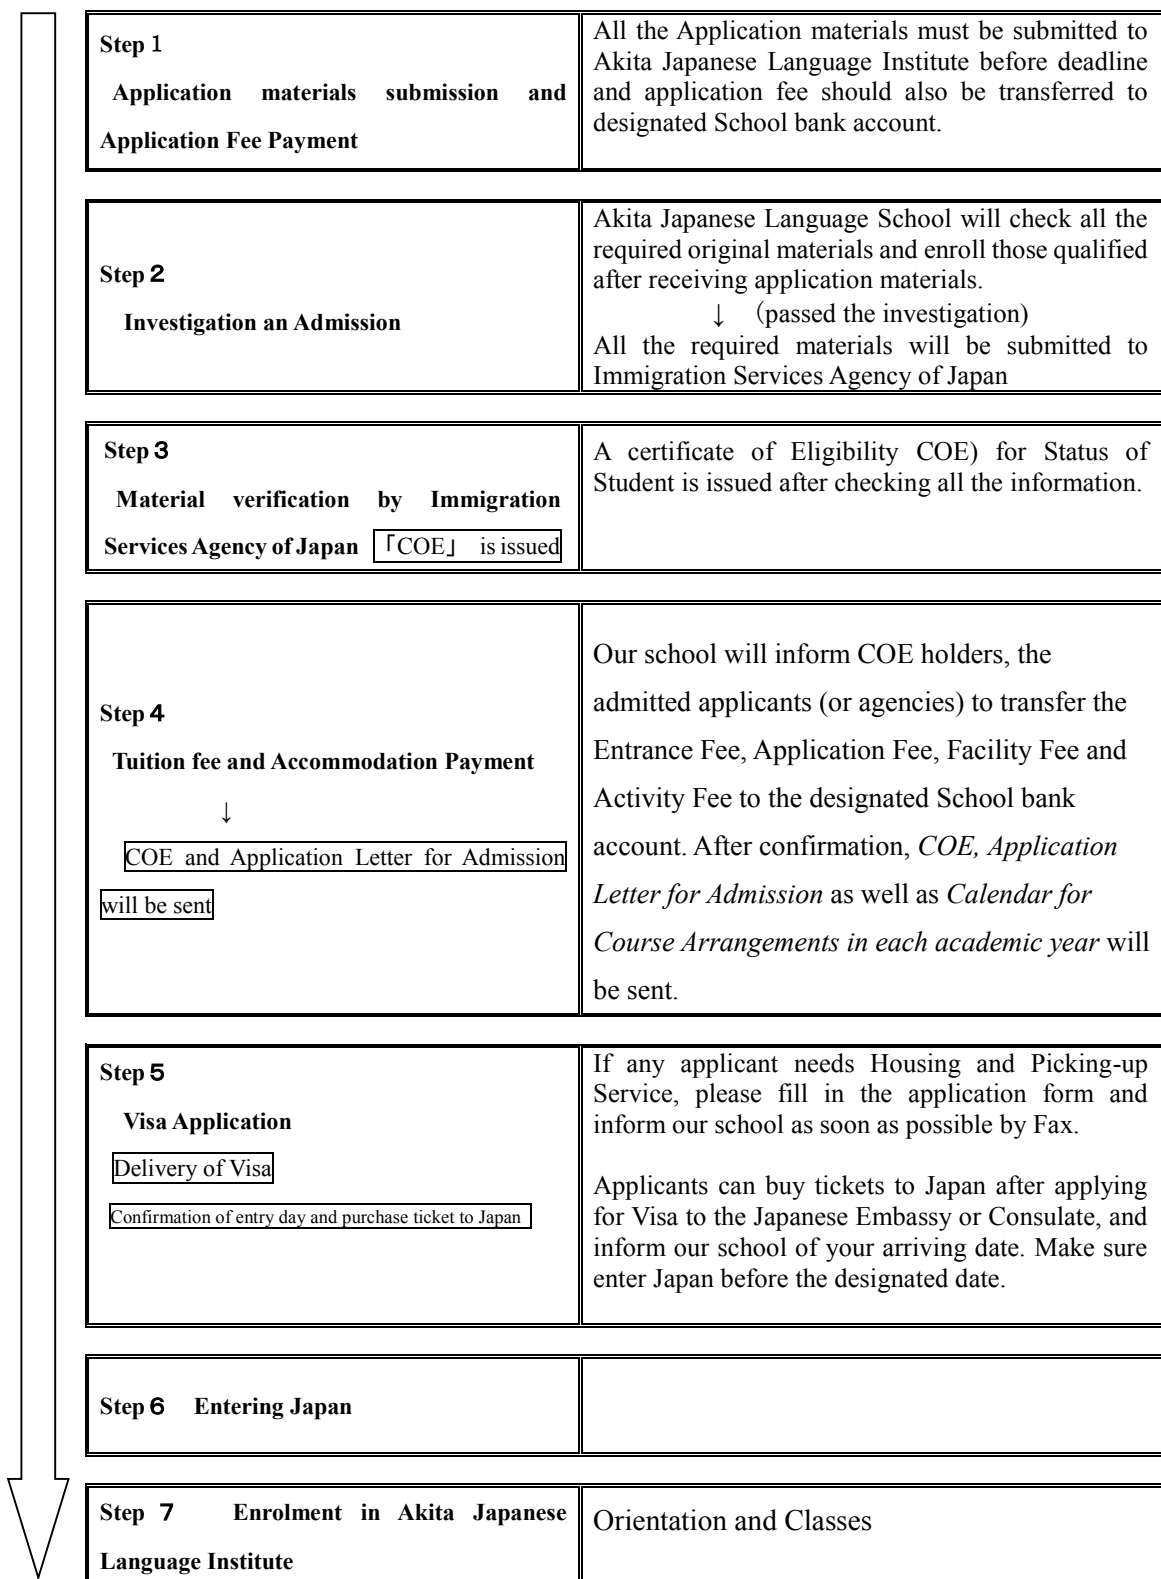 Step 1
Application materials submission and
Application Fee Payment
All the Application materials must be submitted to
Akita Japanese Language Institute before deadline
and application fee should also be transferred to
designated School bank account.
Step 2
Investigation an Admission
Akita Japanese Language School will check all the
required original materials and enroll those qualified
after receiving application materials.
↓ (passed the investigation)
All the required materials will be submitted to
Immigration Services Agency of Japan
Step 3
Material verification by Immigration
Services Agency of Japan 「COE」 is issued
A certificate of Eligibility COE) for Status of
Student is issued after checking all the information.
Step 4
Tuition fee and Accommodation Payment
↓
COE and Application Letter for Admission
will be sent
Our school will inform COE holders, the
admitted applicants (or agencies) to transfer the
Entrance Fee, Application Fee, Facility Fee and
Activity Fee to the designated School bank
account. After confirmation, COE, Application
Letter for Admission as well as Calendar for
Course Arrangements in each academic year will
be sent.
Step 5
Visa Application
Delivery of Visa
Confirmation of entry day and purchase ticket to Japan
If any applicant needs Housing and Picking-up
Service, please fill in the application form and
inform our school as soon as possible by Fax.
Applicants can buy tickets to Japan after applying
for Visa to the Japanese Embassy or Consulate, and
inform our school of your arriving date. Make sure
enter Japan before the designated date.
Step 6 Entering Japan
Step 7 Enrolment in Akita Japanese
Language Institute
Orientation and Classes